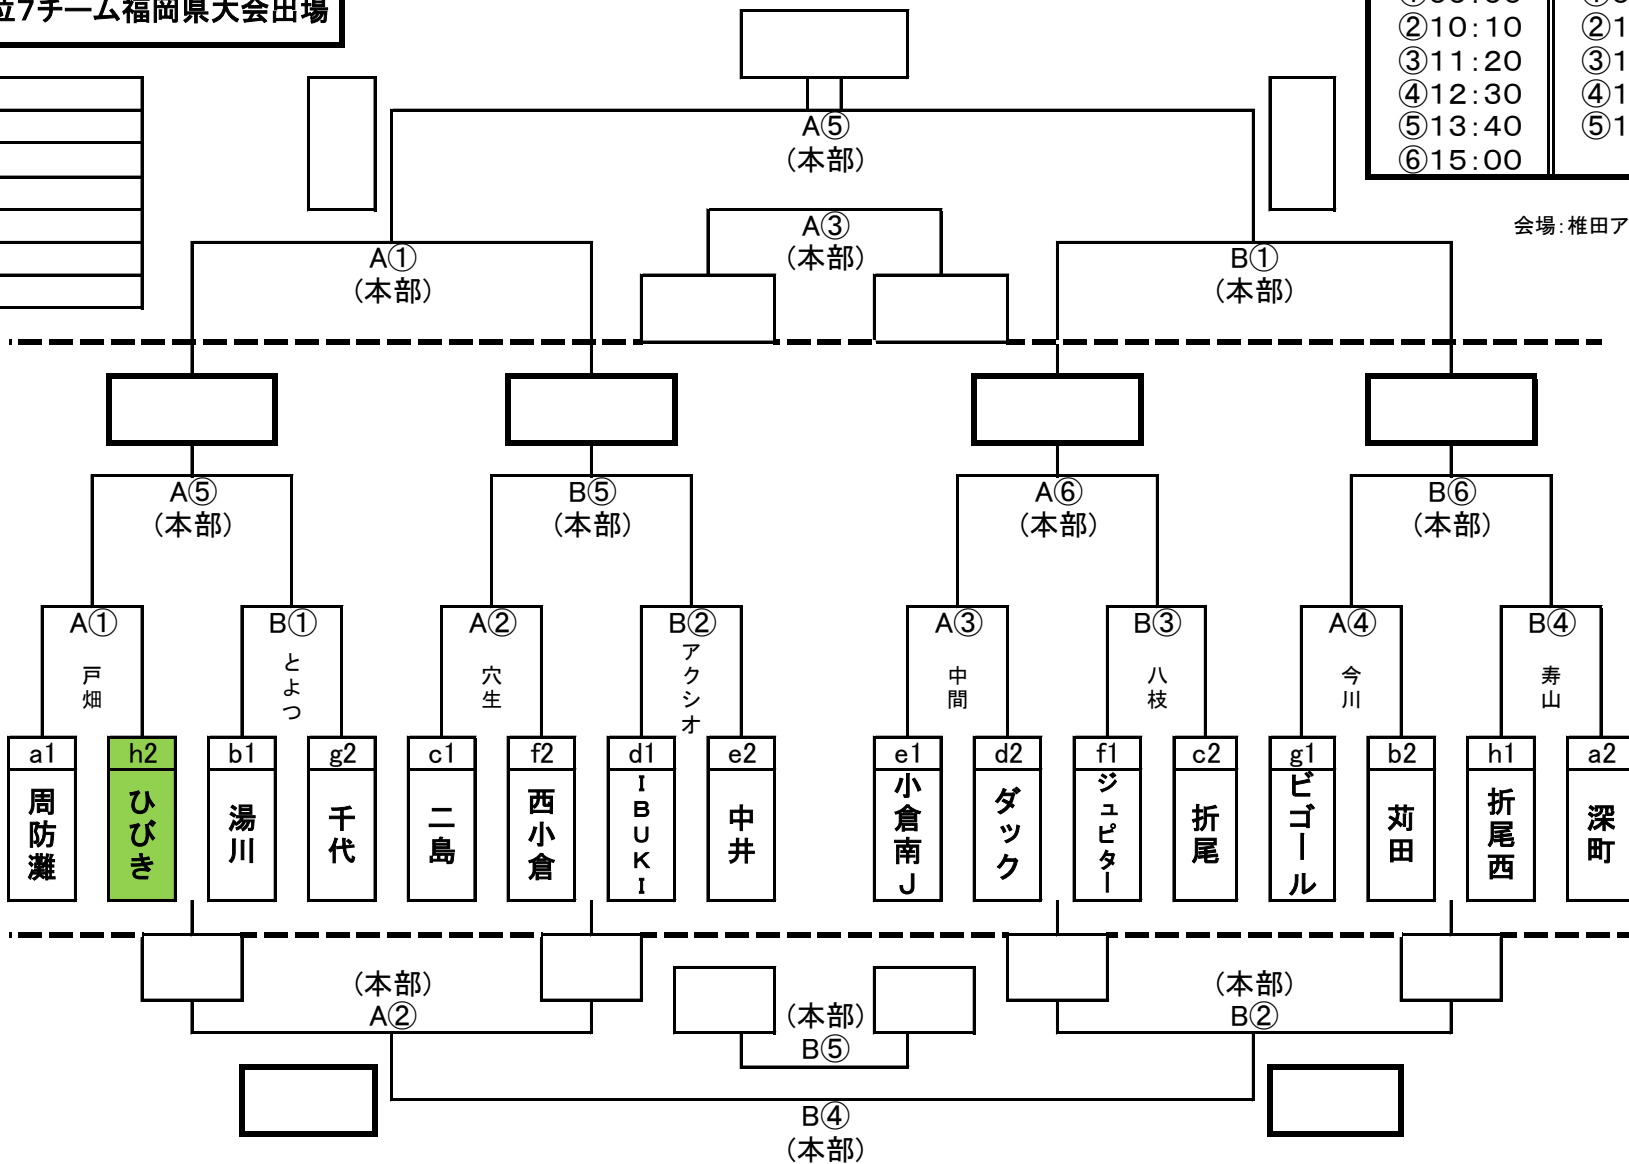 位7チーム福岡県大会出場
②10:10
③11:20
④12:30
⑤13:40
⑥15:00
②1
③1
④1
⑤1
会場:椎田ア
A⑤
(本部)
A③
(本部)
A①
(本部)
B①
(本部)
A⑤
(本部)
B⑤
(本部)
A⑥
(本部)
B⑥
(本部)
A①
戸畑
B①
とよつ
A②
穴生
B②
アクシオ
A③
中間
B③
八枝
A④
今川
B④
寿山
a1
周防灘
h2
ひびき
b1
湯川
g2
千代
c1
二島
f2
西小倉
d1
IBUKI
e2
中井
e1
小倉南J
d2
ダック
f1
ジュピター
c2
折尾
g1
ビゴール
b2
苅田
h1
折尾西
a2
深町
(本部)
A②
(本部)
B⑤
(本部)
B②
B④
(本部)